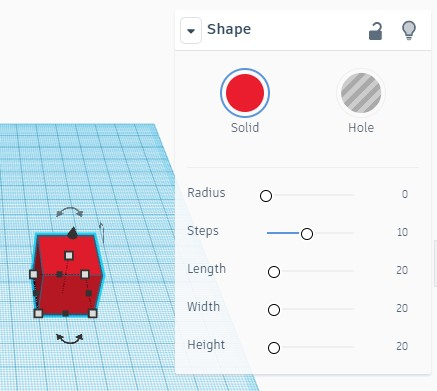 Shape
Solid Hole
Radius 0
Steps 10
Length 20
Width 20
Height 20